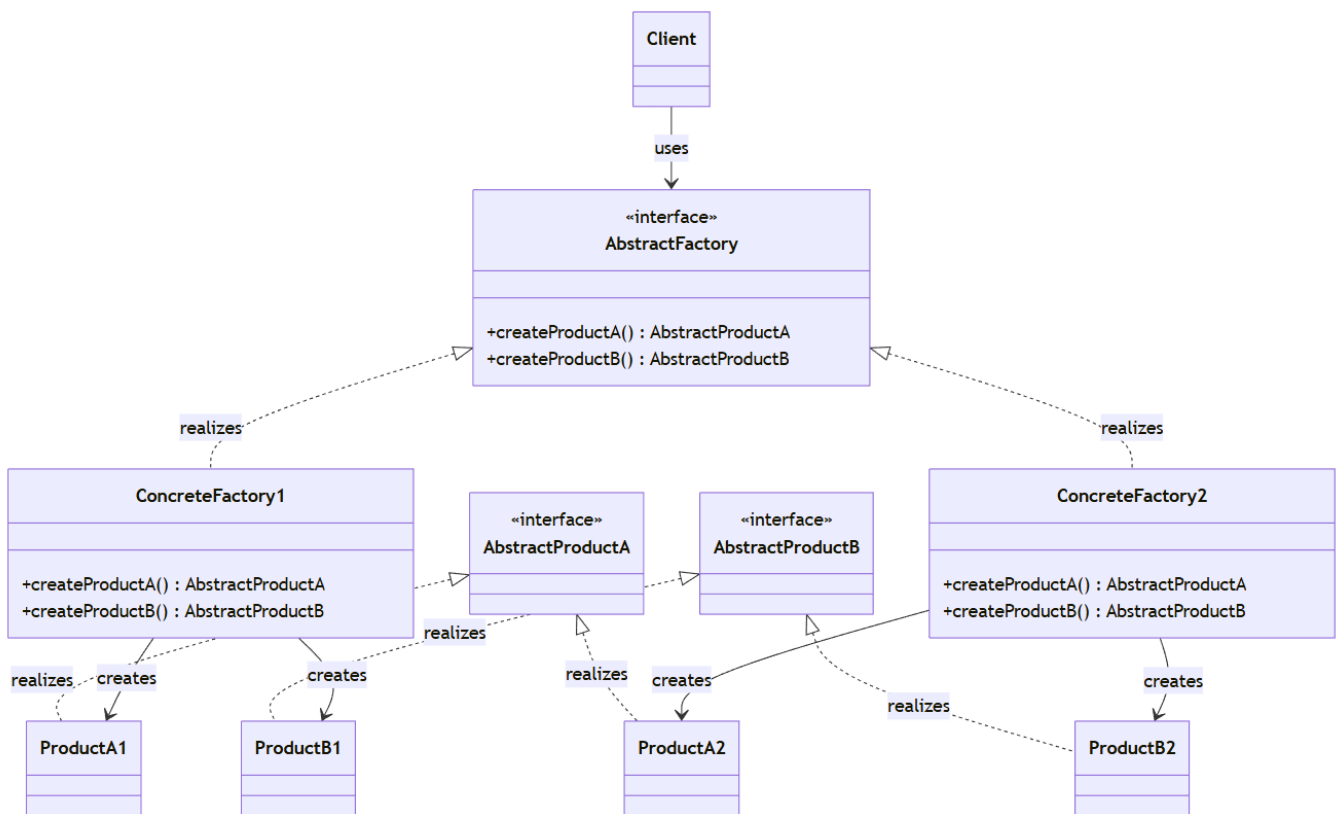 Client
uses
«interface»
AbstractFactory
+createProductA() : AbstractProductA
+createProductB() : AbstractProductB
realizes
realizes
ConcreteFactory1
+createProductA() : AbstractProductA
+createProductB() : AbstractProductB
«interface»
AbstractProductA
«interface»
AbstractProductB
ConcreteFactory2
+createProductA() : AbstractProductA
+createProductB() : AbstractProductB
realizes
creates
realizes
creates
realizes
creates
realizes
creates
ProductA1
ProductB1
ProductA2
ProductB2